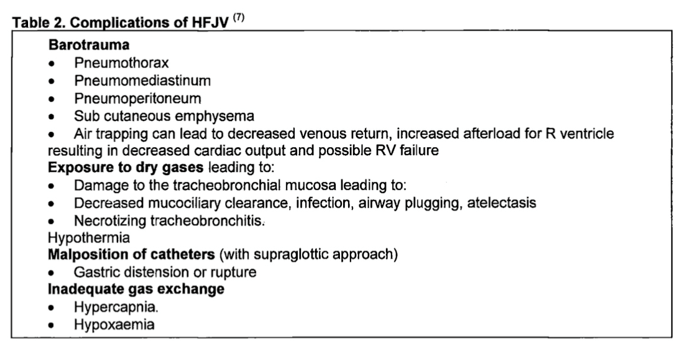 Table 2. Complications of HFJV (7)
Barotrauma
• Pneumothorax
• Pneumomediastinum
• Pneumoperitoneum
• Sub cutaneous emphysema
• Air trapping can lead to decreased venous return, increased afterload for R ventricle
resulting in decreased cardiac output and possible RV failure
Exposure to dry gases leading to:
• Damage to the tracheobronchial mucosa leading to:
• Decreased mucociliary clearance, infection, airway plugging, atelectasis
• Necrotizing tracheobronchitis.
Hypothermia
Malposition of catheters (with supraglottic approach)
• Gastric distension or rupture
Inadequate gas exchange
• Hypercapnia.
• Hypoxaemia